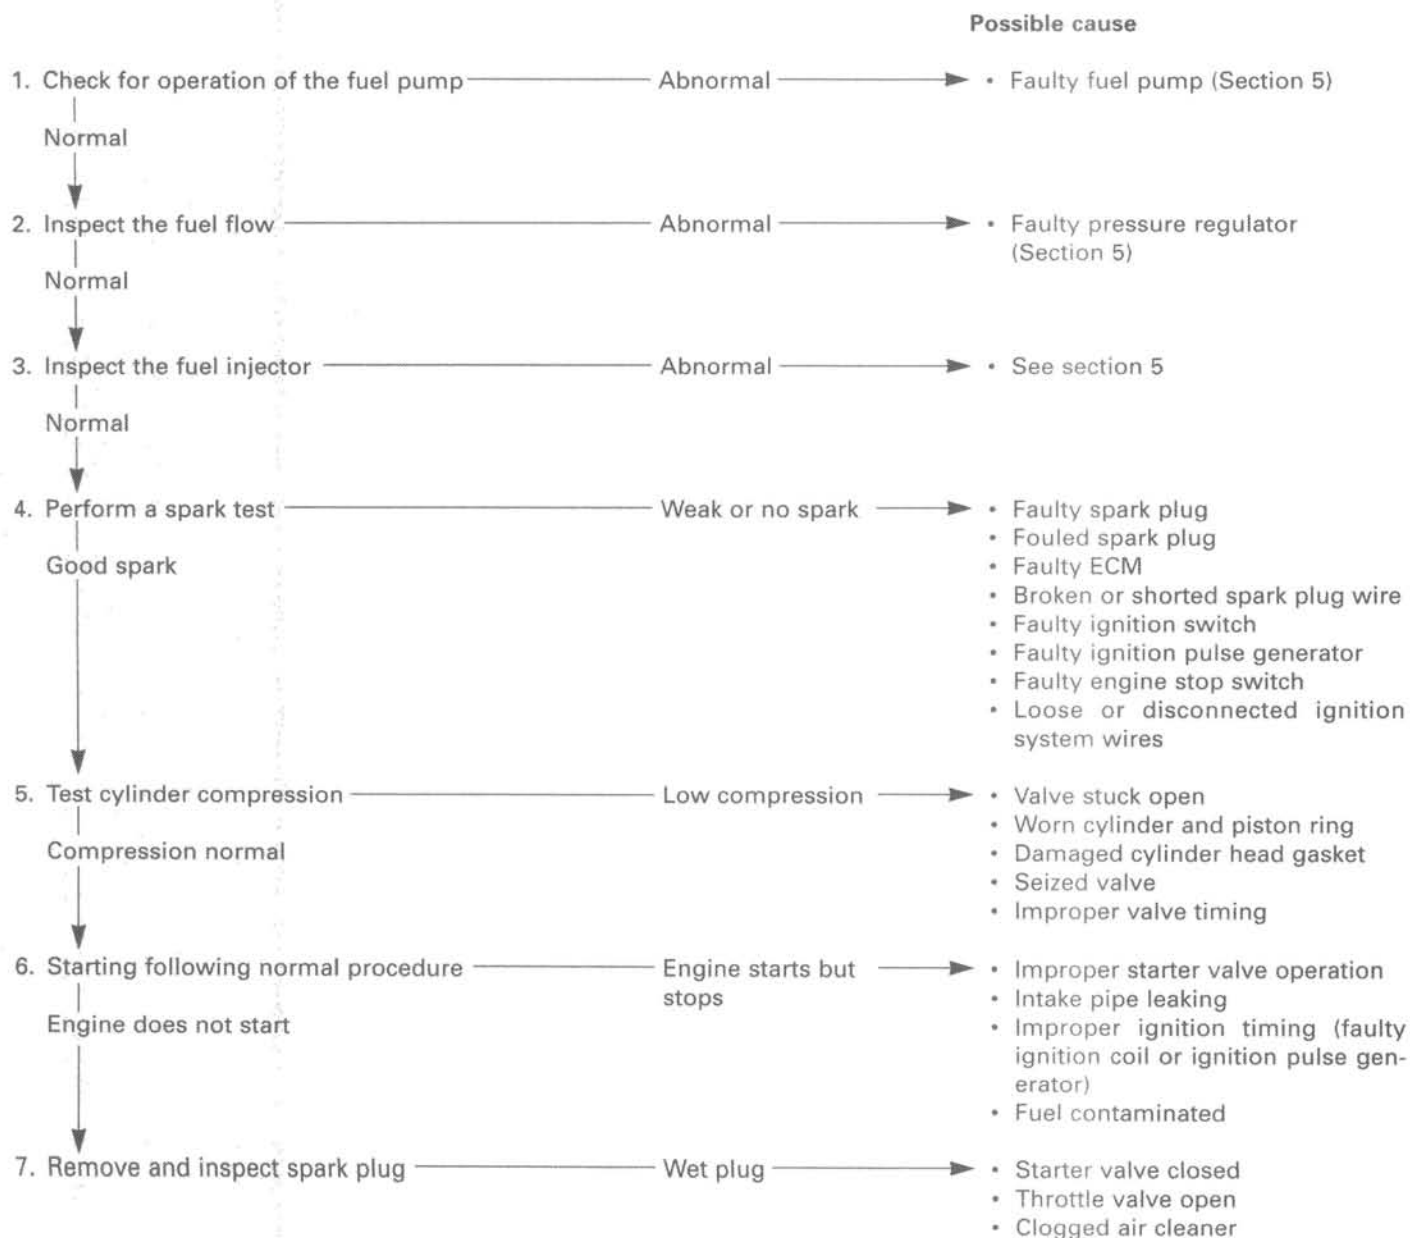 Possible cause
1. Check for operation of the fuel pump Abnormal • Faulty fuel pump (Section 5)
Normal
2. Inspect the fuel flow Abnormal • Faulty pressure regulator
(Section 5)
Normal
3. Inspect the fuel injector Abnormal • See section 5
Normal
4. Perform a spark test Weak or no spark • Faulty spark plug
• Fouled spark plug
Good spark • Faulty ECM
• Broken or shorted spark plug wire
• Faulty ignition switch
• Faulty ignition pulse generator
• Faulty engine stop switch
• Loose or disconnected ignition
system wires
5. Test cylinder compression Low compression • Valve stuck open
• Worn cylinder and piston ring
Compression normal • Damaged cylinder head gasket
• Seized valve
• Improper valve timing
6. Starting following normal procedure Engine starts but • Improper starter valve operation
stops • Intake pipe leaking
Engine does not start • Improper ignition timing (faulty
ignition coil or ignition pulse gen-
erator)
• Fuel contaminated
7. Remove and inspect spark plug Wet plug • Starter valve closed
• Throttle valve open
• Clogged air cleaner